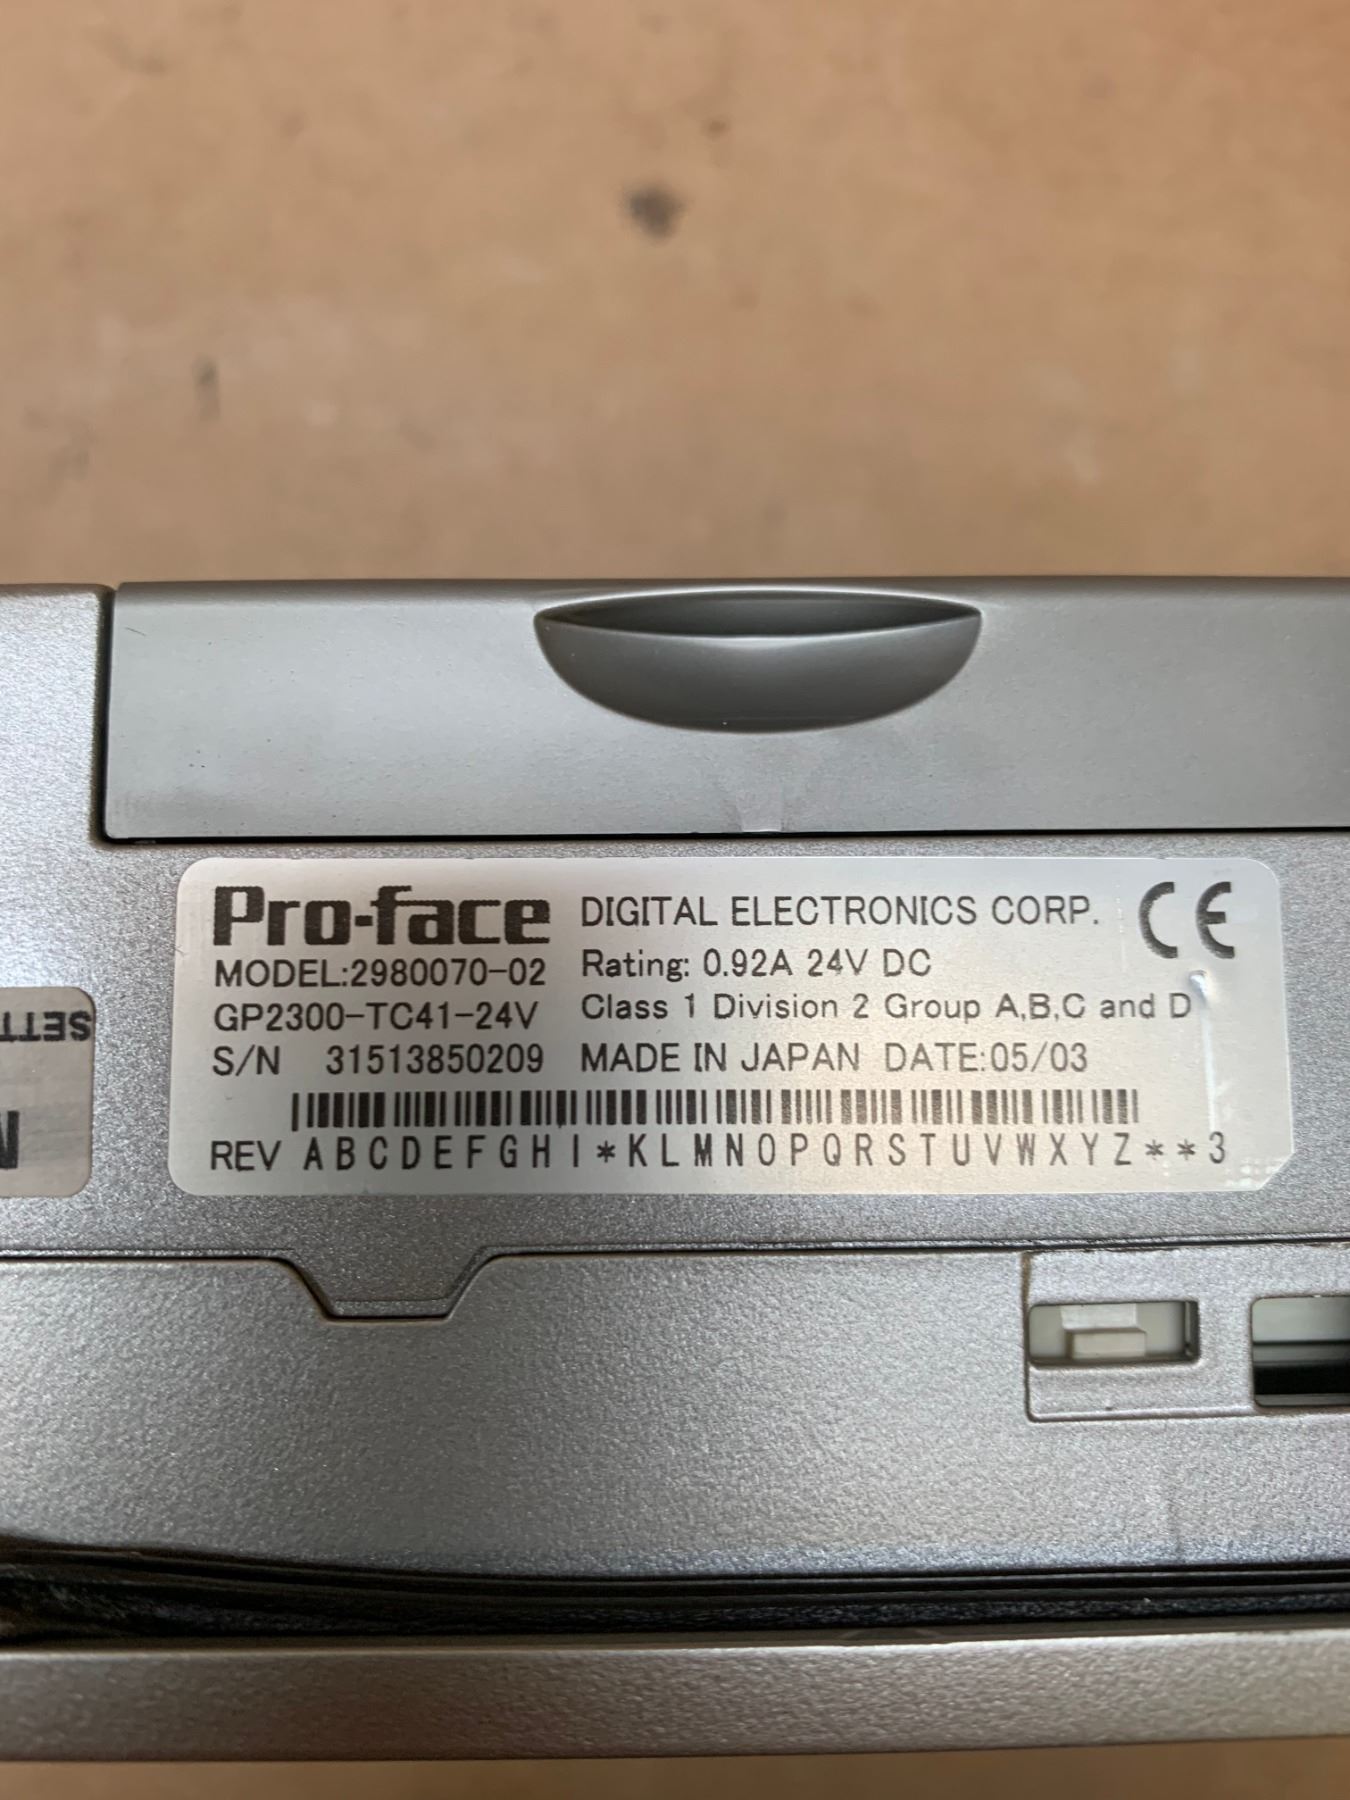 Pro-face DIGITAL ELECTRONICS CORP. CE
MODEL:2980070-02 Rating: 0.92A 24V DC
GP2300-TC41-24V Class 1 Division 2 Group A,B,C and D
S/N 31513850209 MADE IN JAPAN DATE:05/03
REV A B C D E F G H I * K L M N O P Q R S T U V W X Y Z * * 3